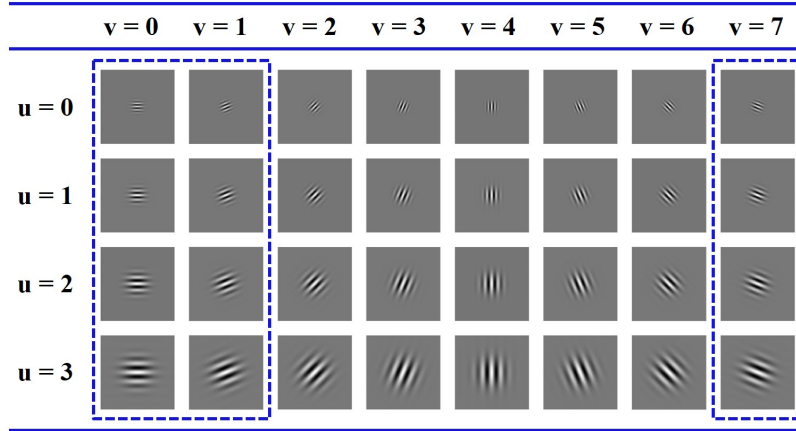 v = 0 v = 1 v = 2 v = 3 v = 4 v = 5 v = 6 v = 7
u = 0
u = 1
u = 2
u = 3